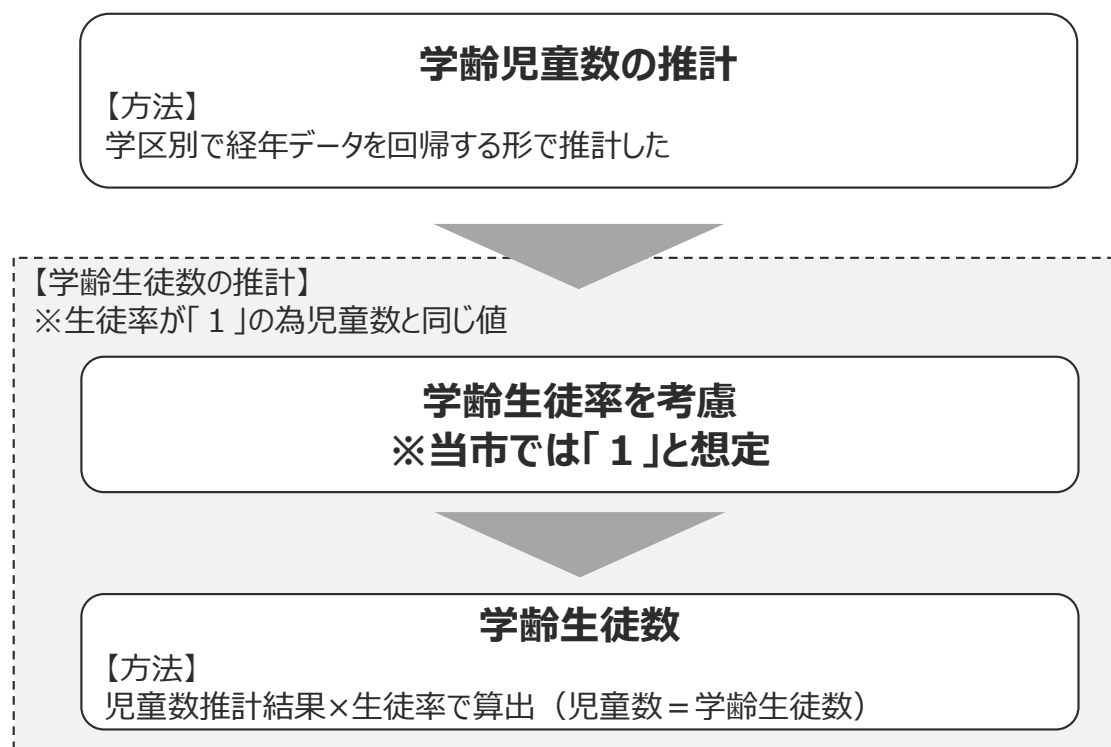 学齢児童数の推計
【方法】
学区別で経年データを回帰する形で推計した
【学齢生徒数の推計】
※生徒率が「１」の為児童数と同じ値
学齢生徒率を考慮
※当市では「１」と想定
学齢生徒数
【方法】
児童数推計結果×生徒率で算出（児童数＝学齢生徒数）